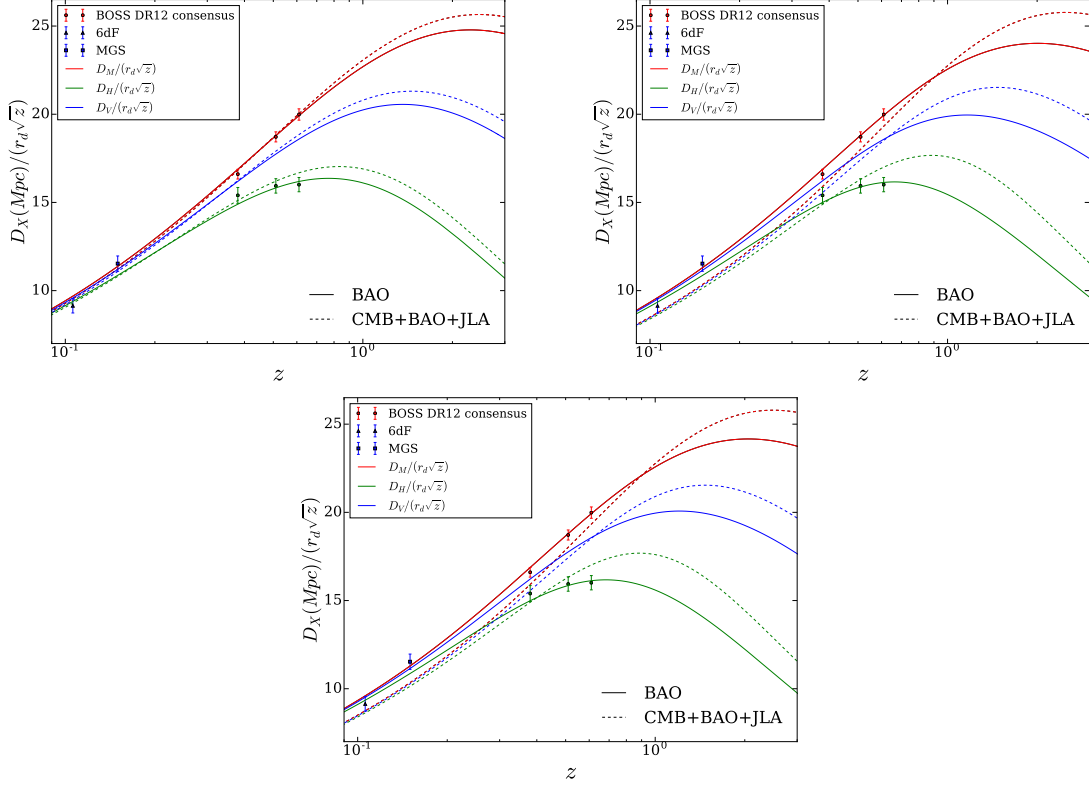 25
20
15
10
D_X(Mpc)/(r_d√z)
BOSS DR12 consensus
6dF
MGS
D_M/(r_d√z)
D_H/(r_d√z)
D_V/(r_d√z)
BAO
CMB+BAO+JLA
10^-1
10^0
z
25
20
15
10
D_X(Mpc)/(r_d√z)
BOSS DR12 consensus
6dF
MGS
D_M/(r_d√z)
D_H/(r_d√z)
D_V/(r_d√z)
BAO
CMB+BAO+JLA
10^-1
10^0
z
25
20
15
10
D_X(Mpc)/(r_d√z)
BOSS DR12 consensus
6dF
MGS
D_M/(r_d√z)
D_H/(r_d√z)
D_V/(r_d√z)
BAO
CMB+BAO+JLA
10^-1
10^0
z